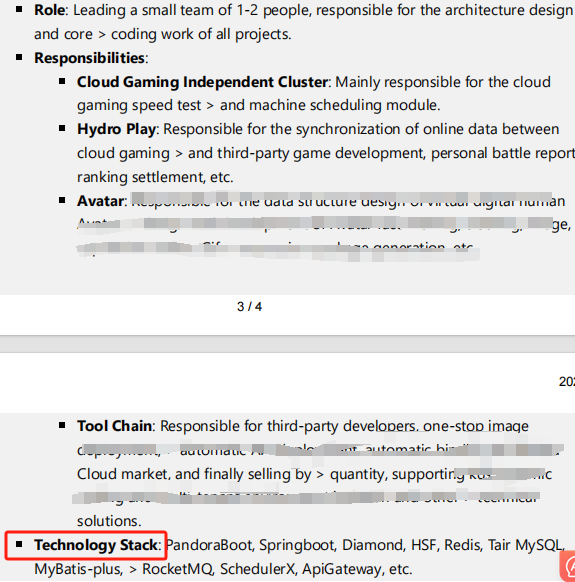 Role: Leading a small team of 1-2 people, responsible for the architecture design
and core > coding work of all projects.
Responsibilities:
Cloud Gaming Independent Cluster: Mainly responsible for the cloud
gaming speed test > and machine scheduling module.
Hydro Play: Responsible for the synchronization of online data between
cloud gaming > and third-party game development, personal battle report
ranking settlement, etc.
Avatar: Responsible for the data structure design of virtual digital human
generation, etc.
3 / 4
202
Tool Chain: Responsible for third-party developers, one-stop image
automatic
Cloud market, and finally selling by > quantity, supporting
technical
solutions.
Technology Stack: PandoraBoot, Springboot, Diamond, HSF, Redis, Tair MySQL,
MyBatis-plus, > RocketMQ, SchedulerX, ApiGateway, etc.